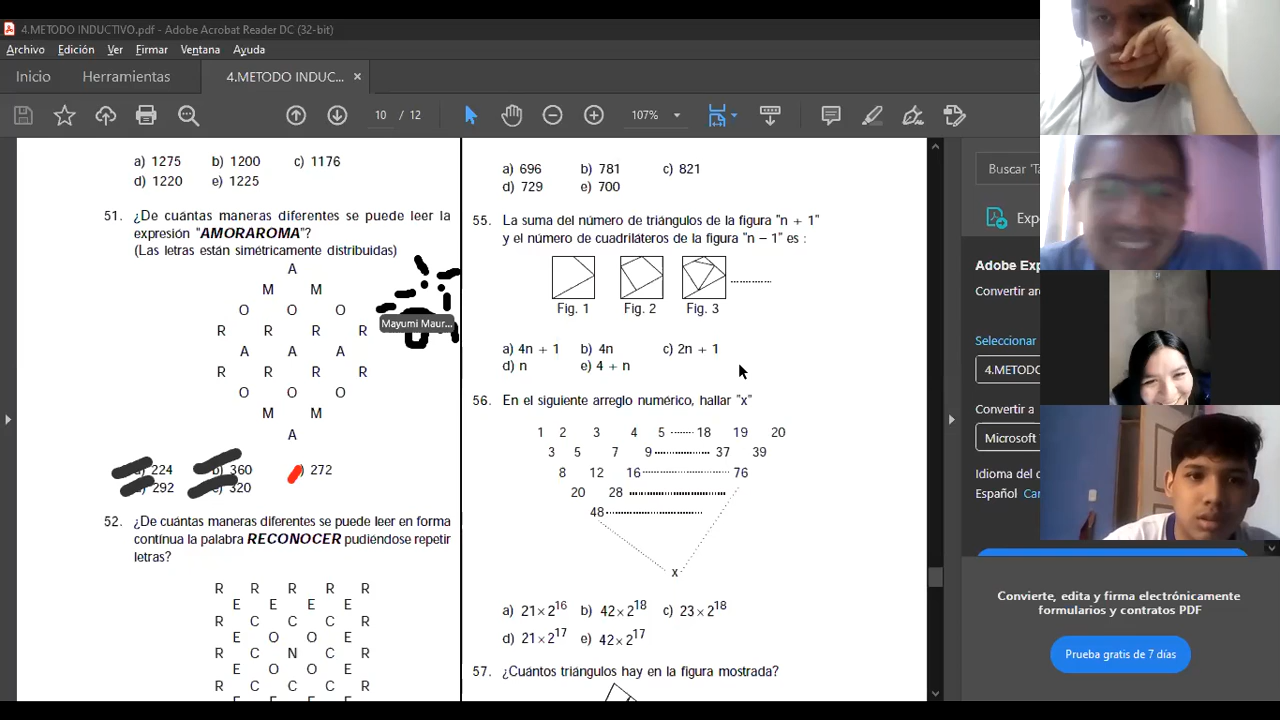 4.METODO INDUCTIVO.pdf - Adobe Acrobat Reader DC (32-bit)
Archivo Edición Ver Firmar Ventana Ayuda
Inicio Herramientas 4.METODO INDUC... ×
10 / 12 107%
a) 1275 b) 1200 c) 1176
d) 1220 e) 1225
51. ¿De cuántas maneras diferentes se puede leer la
expresión "AMORAROMA"?
(Las letras están simétricamente distribuidas)
A
M M
O O O
R R R R
A A A
R R R R
O O O
M M
A
Mayumi Maur...
224 b) 360 ) 272
) 292 ) 320
52. ¿De cuántas maneras diferentes se puede leer en forma
contínua la palabra RECONOCER pudiéndose repetir
letras?
R R R R R
E E E E
R C C C R
E O O E
R C N C R
E O O E
R C C C R
a) 696 b) 781 c) 821
d) 729 e) 700
55. La suma del número de triángulos de la figura "n + 1"
y el número de cuadriláteros de la figura "n − 1" es :
Fig. 1 Fig. 2 Fig. 3
a) 4n + 1 b) 4n c) 2n + 1
d) n e) 4 + n
56. En el siguiente arreglo numérico, hallar "x"
1 2 3 4 5 ........ 18 19 20
3 5 7 9 ................... 37 39
8 12 16 ............................. 76
20 28 ..............................
48 ..............................
x
a) 21 × 2^16 b) 42 × 2^18 c) 23 × 2^18
d) 21 × 2^17 e) 42 × 2^17
57. ¿Cuántos triángulos hay en la figura mostrada?
Buscar 'Ta
Exp
Adobe Exp
Convertir arc
Seleccionar
4.METODO
Convertir a
Microsoft
Idioma del d
Español Car
Convierte, edita y firma electrónicamente
formularios y contratos PDF
Prueba gratis de 7 días